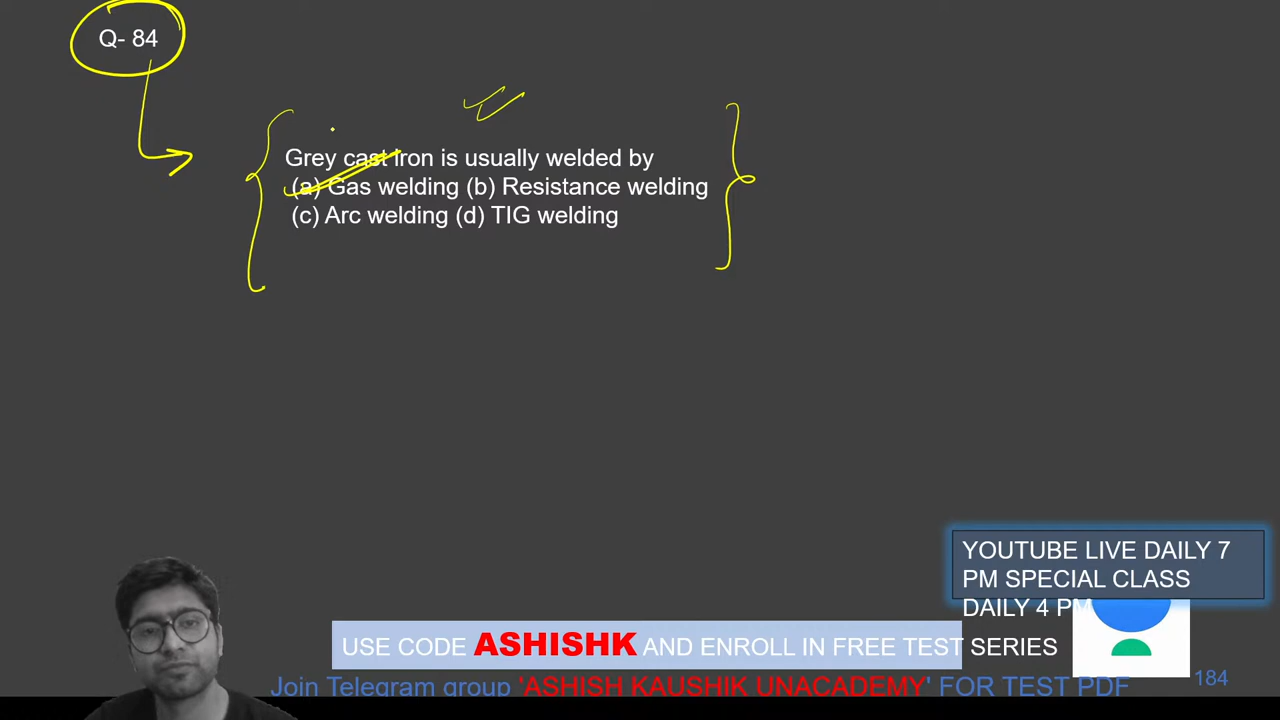 Q- 84
Grey cast iron is usually welded by
(a) Gas welding (b) Resistance welding
(c) Arc welding (d) TIG welding
YOUTUBE LIVE DAILY 7
PM SPECIAL CLASS
DAILY 4 PM
USE CODE ASHISHK AND ENROLL IN FREE TEST SERIES
Join Telegram group 'ASHISH KAUSHIK UNACADEMY' FOR TEST PDF
184